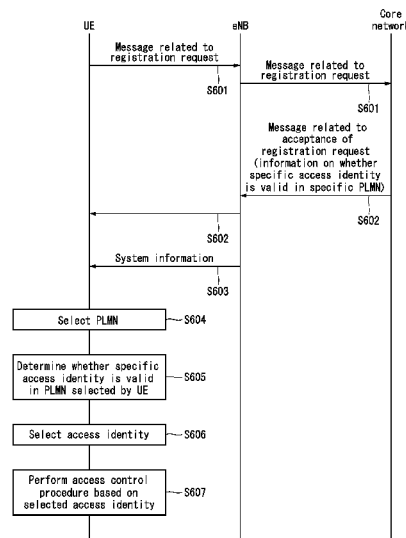 UE
eNB
Core
network
Message related to
registration request
S601
Message related to
registration request
S601
Message related to
acceptance of
registration request
(information on whether
specific access identity
is valid in specific PLMN)
S602
S602
System information
S603
Select PLMN
S604
Determine whether specific
access identity is valid
in PLMN selected by UE
S605
Select access identity
S606
Perform access control
procedure based on
selected access identity
S607